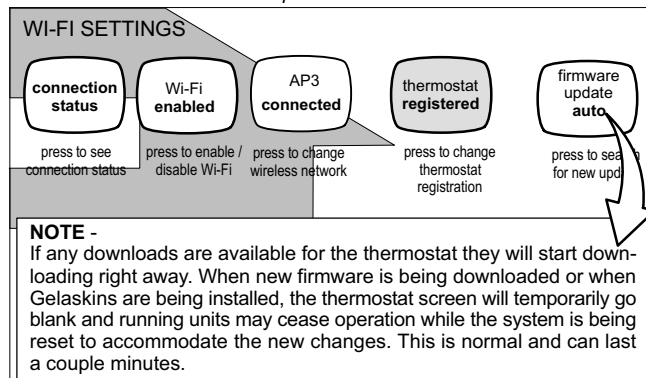 WI-FI SETTINGS
connection
status
Wi-Fi
enabled
AP3
connected
thermostat
registered
firmware
update
auto
press to see
connection status
press to enable /
disable Wi-Fi
press to change
wireless network
press to change
thermostat
registration
press to
for new
NOTE -
If any downloads are available for the thermostat they will start down-
loading right away. When new firmware is being downloaded or when
Gelaskins are being installed, the thermostat screen will temporarily go
blank and running units may cease operation while the system is being
reset to accommodate the new changes. This is normal and can last
a couple minutes.